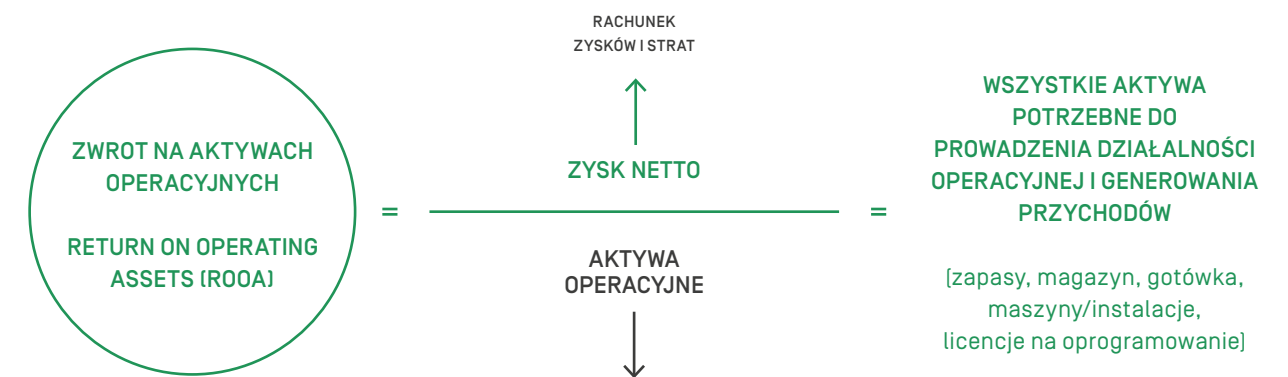 ZWROT NA AKTYWACH
OPERACYJNYCH
RETURN ON OPERATING
ASSETS (ROOA)
=
RACHUNEK
ZYSKÓW I STRAT
ZYSK NETTO
AKTYWA
OPERACYJNE
=
WSZYSTKIE AKTYWA
POTRZEBNE DO
PROWADZENIA DZIAŁALNOŚCI
OPERACYJNEJ I GENEROWANIA
PRZYCHODÓW
(zapasy, magazyn, gotówka,
maszyny/instalacje,
licencje na oprogramowanie)